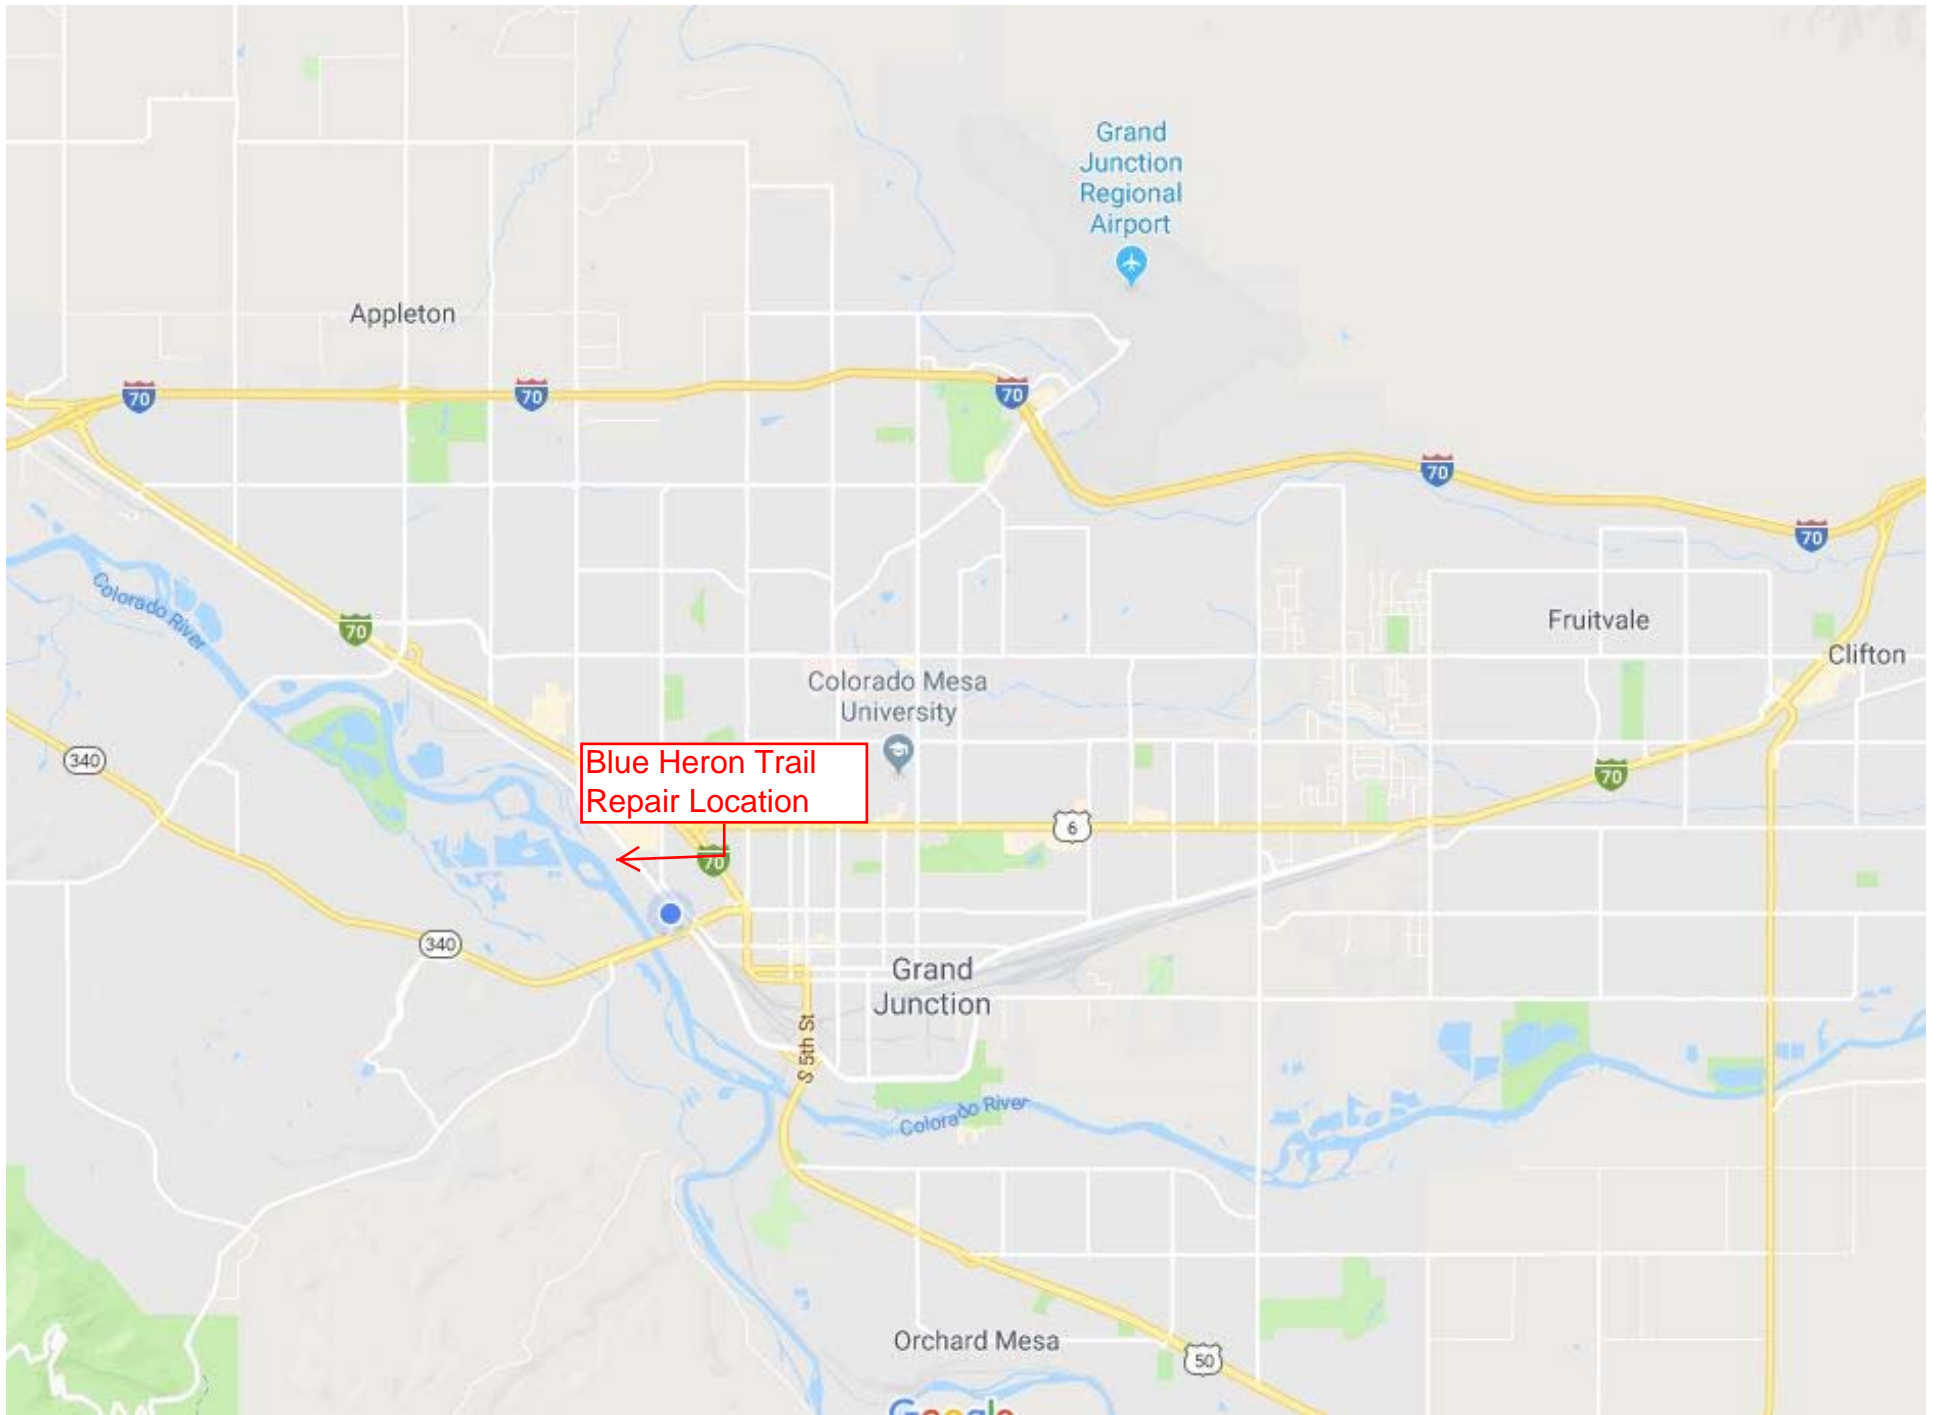 Grand
Junction
Regional
Airport
Appleton
70
70
70
70
70
Colorado River
70
Fruitvale
Clifton
Colorado Mesa
University
340
Blue Heron Trail
Repair Location
70
6
70
340
Grand
Junction
S 5th St
Colorado River
Orchard Mesa
50
Google